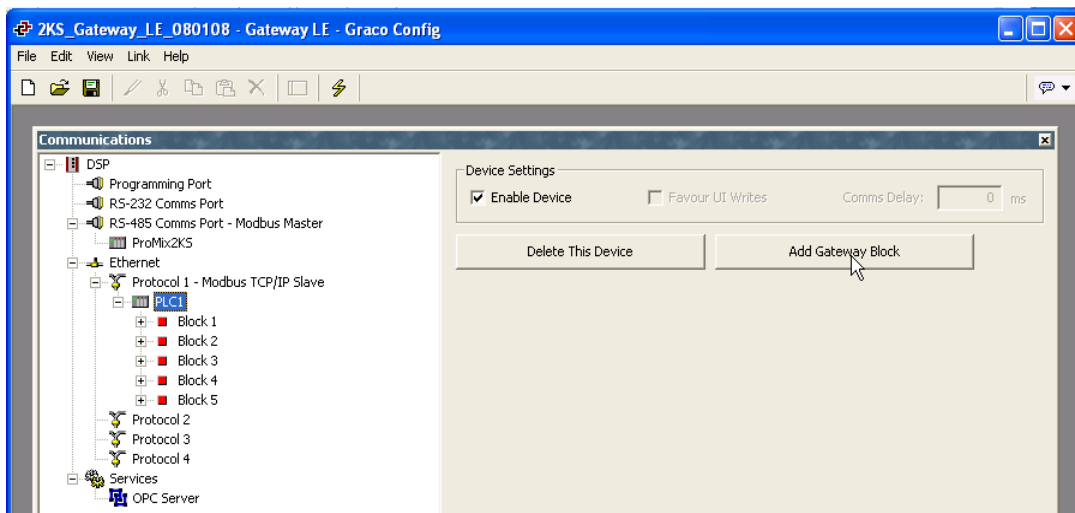 2KS_Gateway_LE_080108 - Gateway LE - Graco Config
File Edit View Link Help
Communications
DSP
Programming Port
RS-232 Comms Port
RS-485 Comms Port - Modbus Master
ProMix2KS
Ethernet
Protocol 1 - Modbus TCP/IP Slave
PLC1
Block 1
Block 2
Block 3
Block 4
Block 5
Protocol 2
Protocol 3
Protocol 4
Services
OPC Server
Device Settings
Enable Device Favour UI Writes Comms Delay: 0 ms
Delete This Device Add Gateway Block